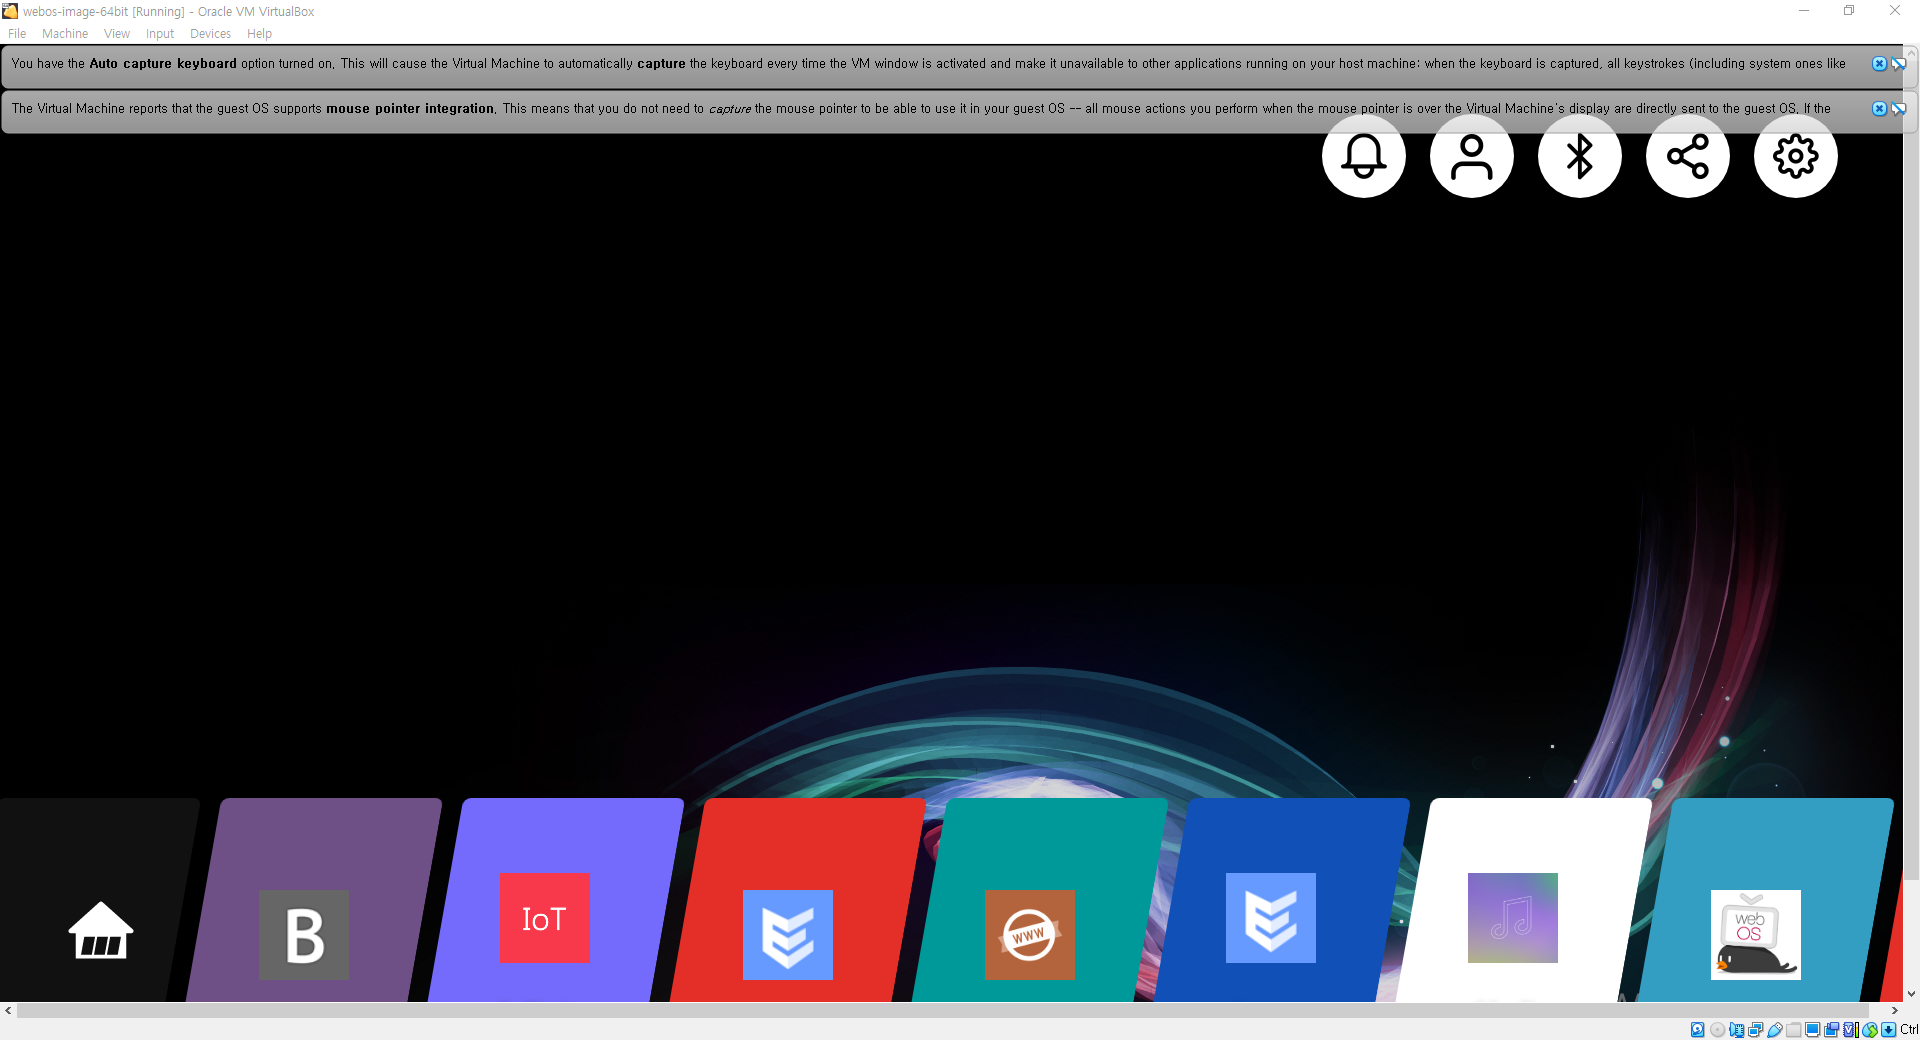 webos-image-64bit [Running] - Oracle VM VirtualBox
File Machine View Input Devices Help
You have the Auto capture keyboard option turned on. This will cause the Virtual Machine to automatically capture the keyboard every time the VM window is activated and make it unavailable to other applications running on your host machine: when the keyboard is captured, all keystrokes (including system ones like
The Virtual Machine reports that the guest OS supports mouse pointer integration. This means that you do not need to capture the mouse pointer to be able to use it in your guest OS -- all mouse actions you perform when the mouse pointer is over the Virtual Machine's display are directly sent to the guest OS. If the
B
IoT
WWW
web
OS
Ctrl